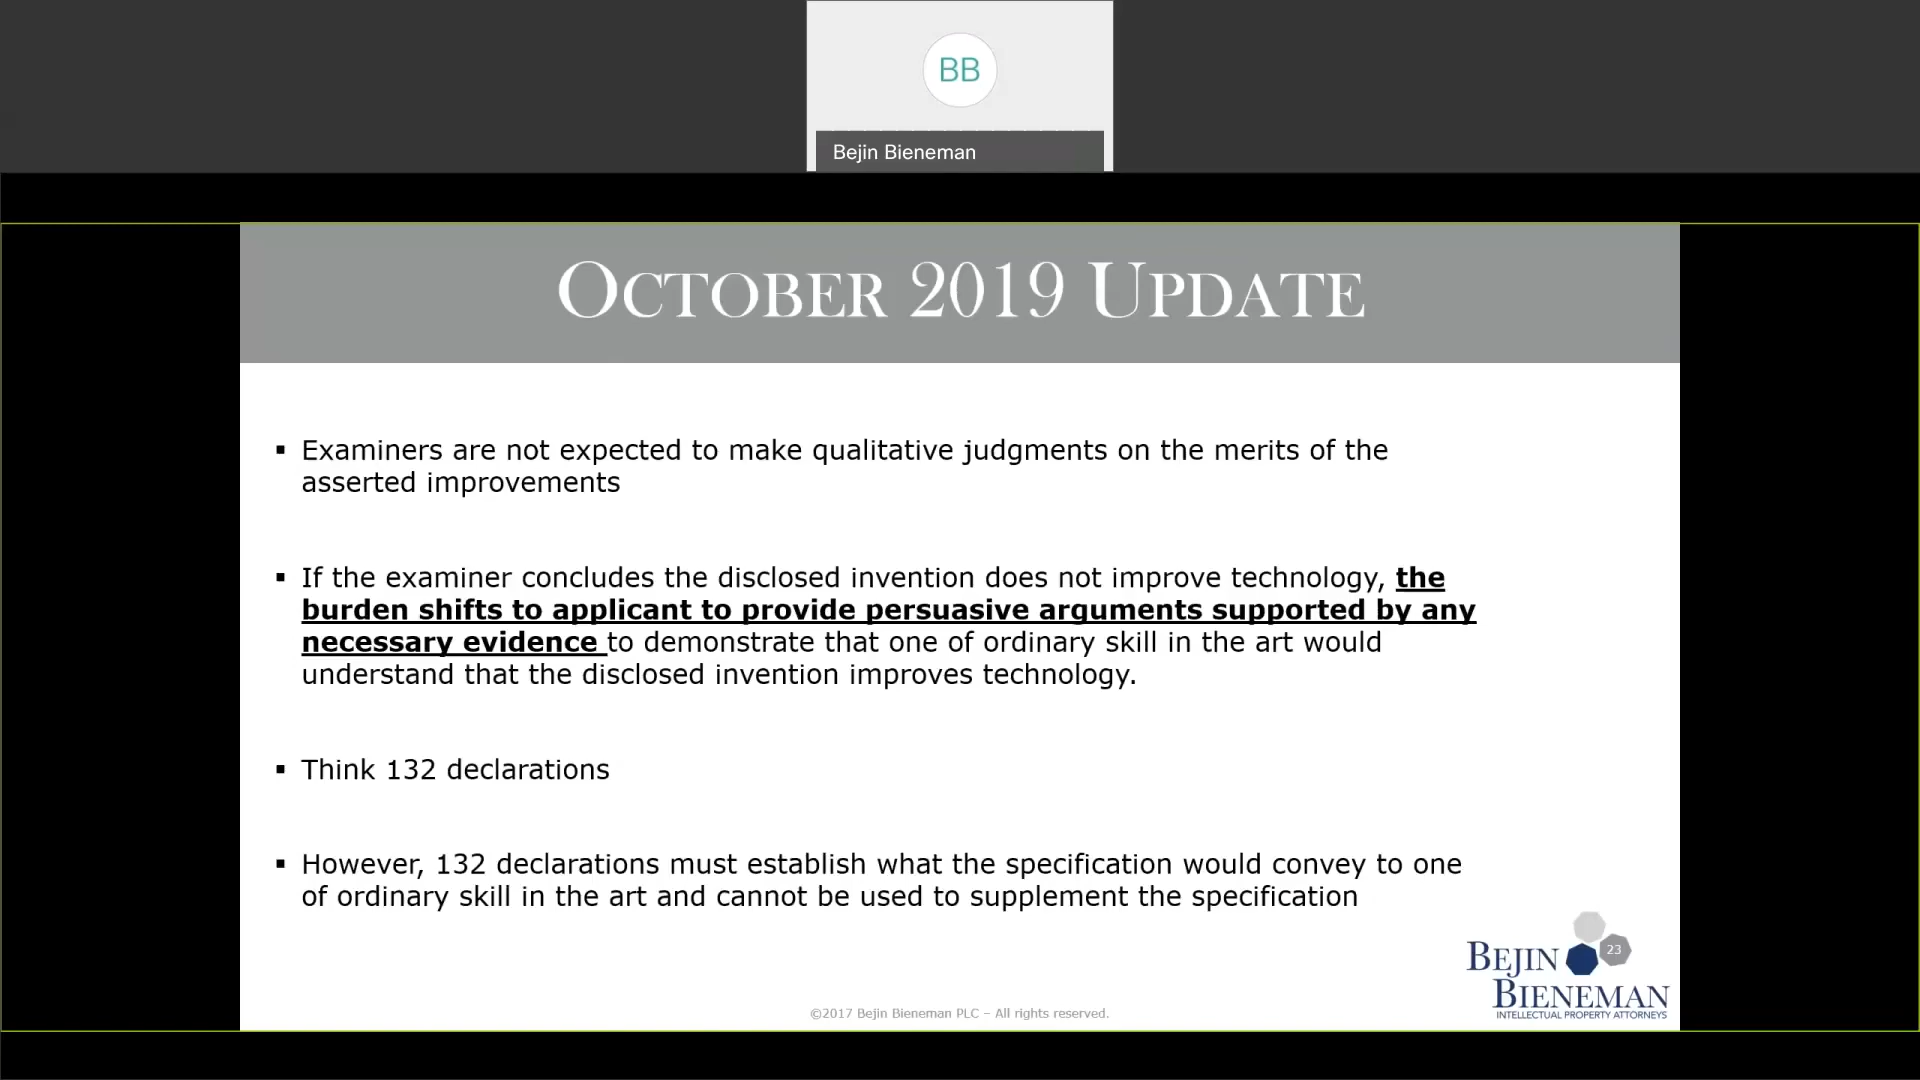 BB
Bejin Bieneman
October 2019 Update
▪ Examiners are not expected to make qualitative judgments on the merits of the
asserted improvements
▪ If the examiner concludes the disclosed invention does not improve technology, the
burden shifts to applicant to provide persuasive arguments supported by any
necessary evidence to demonstrate that one of ordinary skill in the art would
understand that the disclosed invention improves technology.
▪ Think 132 declarations
▪ However, 132 declarations must establish what the specification would convey to one
of ordinary skill in the art and cannot be used to supplement the specification
23
Bejin
Bieneman
INTELLECTUAL PROPERTY ATTORNEYS
©2017 Bejin Bieneman PLC – All rights reserved.